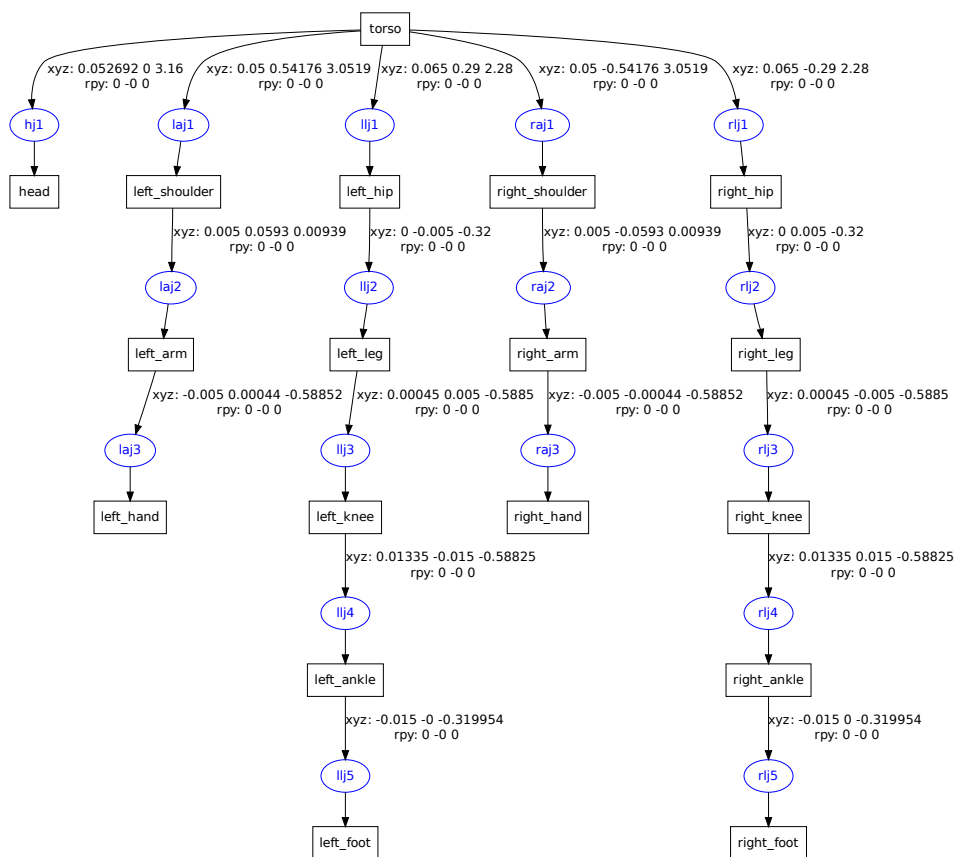 torso
xyz: 0.052692 0 3.16
rpy: 0 -0 0
xyz: 0.05 0.54176 3.0519
rpy: 0 -0 0
xyz: 0.065 0.29 2.28
rpy: 0 -0 0
xyz: 0.05 -0.54176 3.0519
rpy: 0 -0 0
xyz: 0.065 -0.29 2.28
rpy: 0 -0 0
hj1
laj1
llj1
raj1
rlj1
head
left_shoulder
left_hip
right_shoulder
right_hip
xyz: 0.005 0.0593 0.00939
rpy: 0 -0 0
xyz: 0 -0.005 -0.32
rpy: 0 -0 0
xyz: 0.005 -0.0593 0.00939
rpy: 0 -0 0
xyz: 0 0.005 -0.32
rpy: 0 -0 0
laj2
llj2
raj2
rlj2
left_arm
left_leg
right_arm
right_leg
xyz: -0.005 0.00044 -0.58852
rpy: 0 -0 0
xyz: 0.00045 0.005 -0.5885
rpy: 0 -0 0
xyz: -0.005 -0.00044 -0.58852
rpy: 0 -0 0
xyz: 0.00045 -0.005 -0.5885
rpy: 0 -0 0
laj3
llj3
raj3
rlj3
left_hand
left_knee
right_hand
right_knee
xyz: 0.01335 -0.015 -0.58825
rpy: 0 -0 0
xyz: 0.01335 0.015 -0.58825
rpy: 0 -0 0
llj4
rlj4
left_ankle
right_ankle
xyz: -0.015 -0 -0.319954
rpy: 0 -0 0
xyz: -0.015 0 -0.319954
rpy: 0 -0 0
llj5
rlj5
left_foot
right_foot